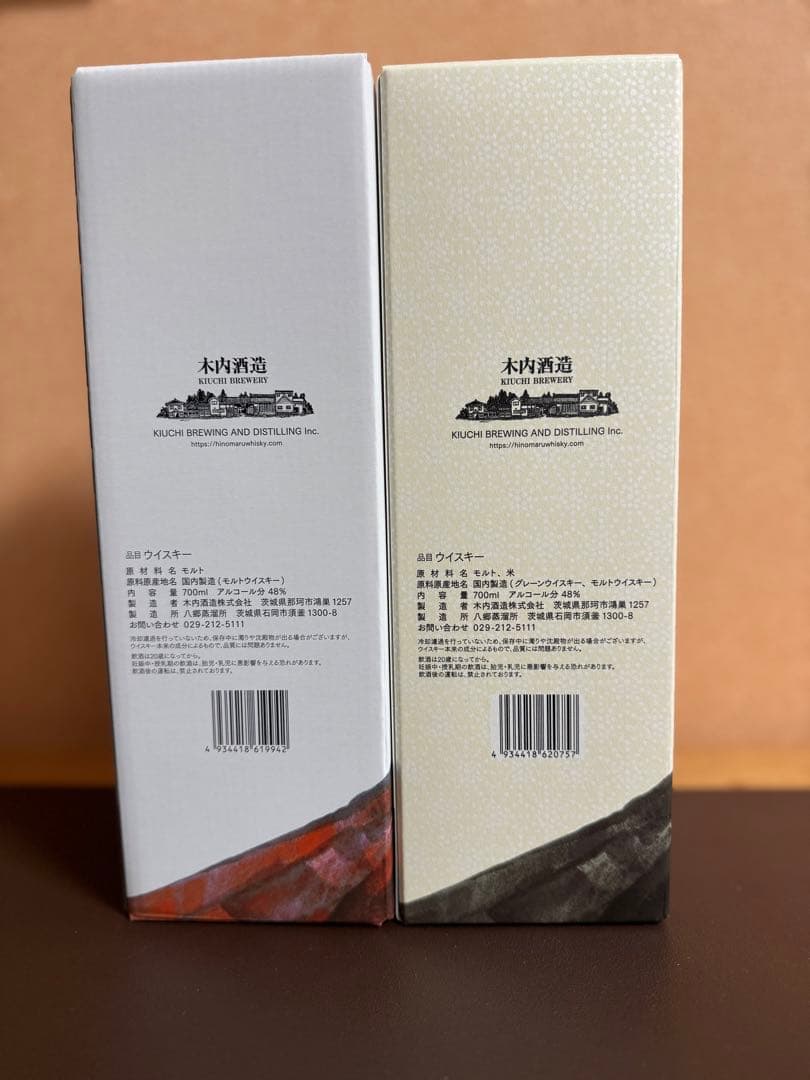 木内酒造
KIUCHI BREWERY
KIUCHI BREWING AND DISTILLING Inc.
https://hinomaruwhisky.com
品目 ウイスキー
原材料名 モルト
原料原産地名 国内製造(モルトウイスキー)
内容量 700ml アルコール分 48%
製造者 木内酒造株式会社 茨城県那珂市鴻巣 1257
製造所 八郷蒸溜所 茨城県石岡市須釜 1300-8
お問い合わせ 029-212-5111
冷却濾過を行っていないため、保存中に濁りや沈殿物が出る場合がございますが、
ウイスキー本来の成分によるもので、品質には問題ありません。
飲酒は20歳になってから。
妊娠中・授乳期の飲酒は、胎児・乳児に悪影響を与える恐れがあります。
飲酒後の運転は、禁止されております。
4 934418 619942
木内酒造
KIUCHI BREWERY
KIUCHI BREWING AND DISTILLING Inc.
https://hinomaruwhisky.com
品目 ウイスキー
原材料名 モルト、米
原料原産地名 国内製造(グレーンウイスキー、モルトウイスキー)
内容量 700ml アルコール分 48%
製造者 木内酒造株式会社 茨城県那珂市鴻巣 1257
製造所 八郷蒸溜所 茨城県石岡市須釜 1300-8
お問い合わせ 029-212-5111
冷却濾過を行っていないため、保存中に濁りや沈殿物が出る場合がございますが、
ウイスキー本来の成分によるもので、品質には問題ありません。
飲酒は20歳になってから。
妊娠中・授乳期の飲酒は、胎児・乳児に悪影響を与える恐れがあります。
飲酒後の運転は、禁止されております。
4 934418 620757